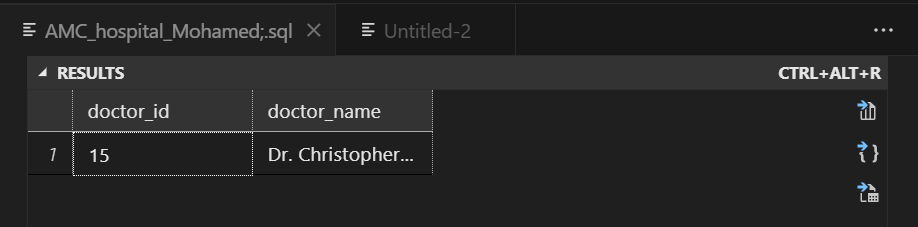 AMC_hospital_Mohamed;.sql Untitled-2
RESULTS CTRL+ALT+R
doctor_id doctor_name
1 15 Dr. Christopher...